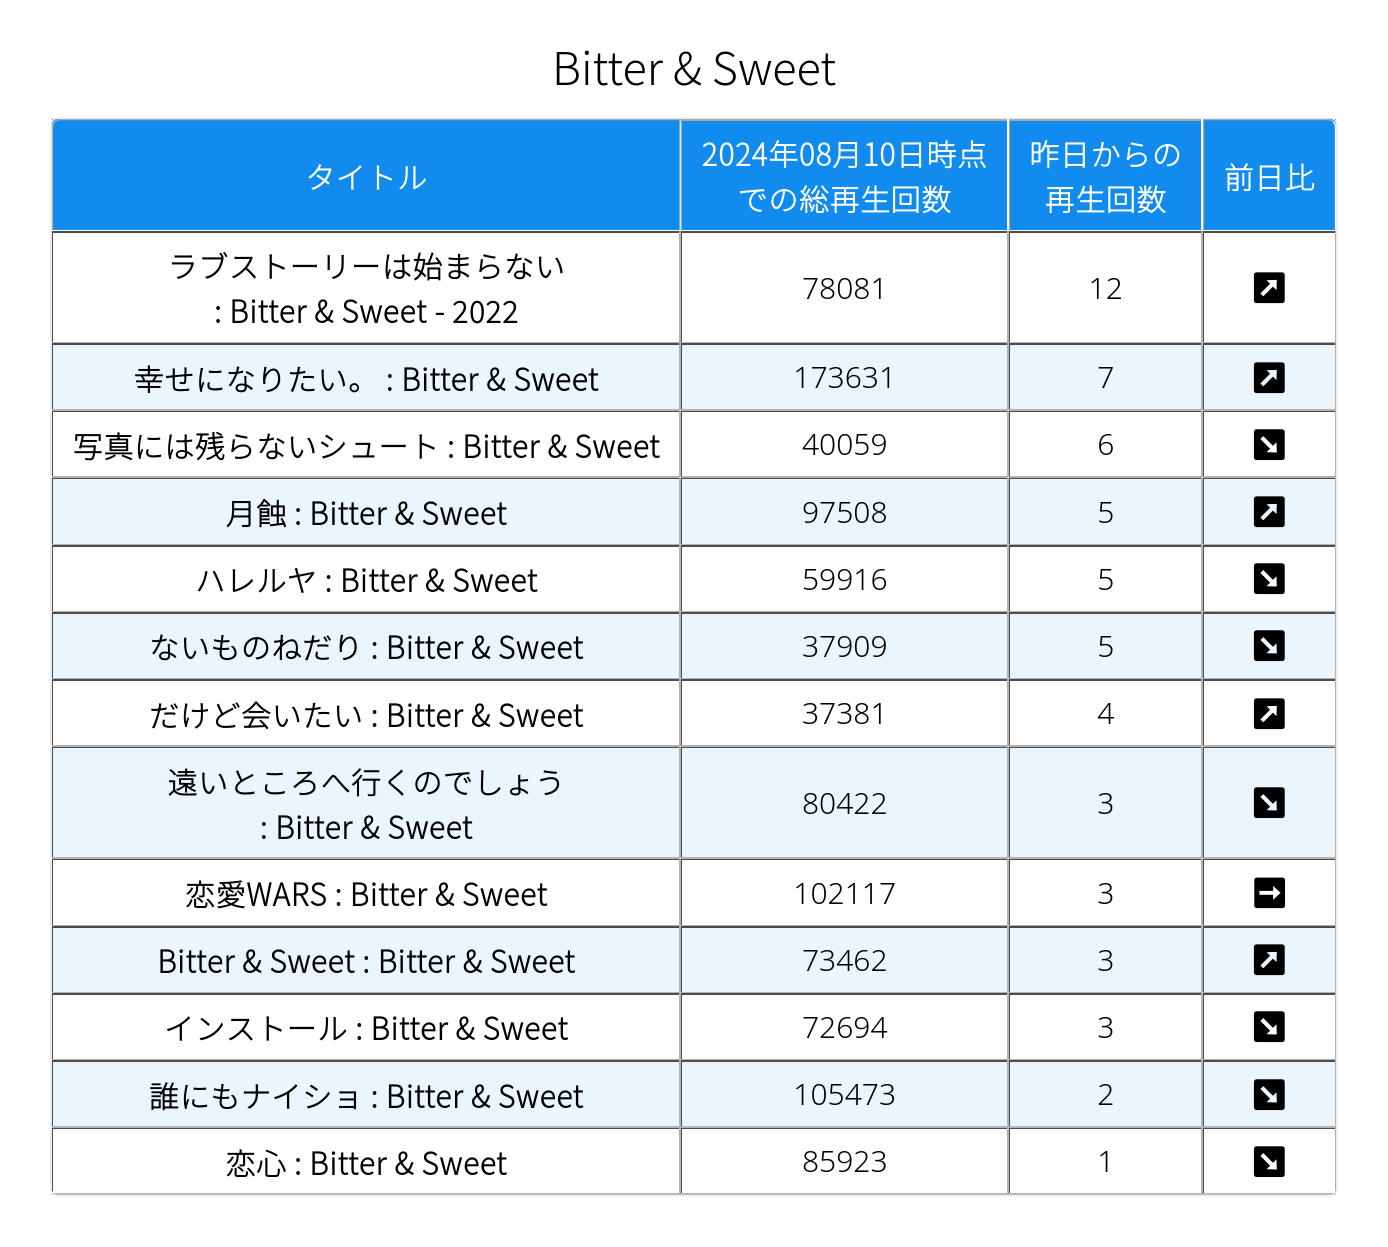 Bitter & Sweet
タイトル
2024年08月10日時点
での総再生回数
昨日からの
再生回数
前日比
ラブストーリーは始まらない
: Bitter & Sweet - 2022
78081
12
↗
幸せになりたい。 : Bitter & Sweet
173631
7
↗
写真には残らないシュート : Bitter & Sweet
40059
6
↘
月蝕 : Bitter & Sweet
97508
5
↗
ハレルヤ : Bitter & Sweet
59916
5
↘
ないものねだり : Bitter & Sweet
37909
5
↘
だけど会いたい : Bitter & Sweet
37381
4
↗
遠いところへ行くのでしょう
: Bitter & Sweet
80422
3
↘
恋愛WARS : Bitter & Sweet
102117
3
→
Bitter & Sweet : Bitter & Sweet
73462
3
↗
インストール : Bitter & Sweet
72694
3
↘
誰にもナイショ : Bitter & Sweet
105473
2
↘
恋心 : Bitter & Sweet
85923
1
↘